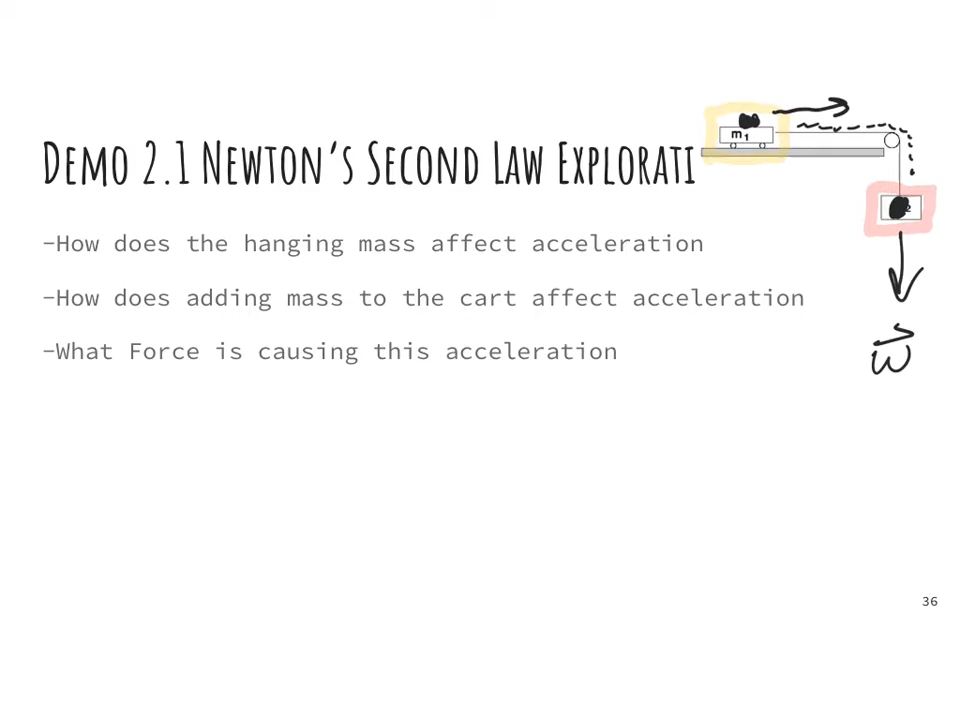 Demo 2.1 Newton's Second Law Explorati
m1
2
-How does the hanging mass affect acceleration
-How does adding mass to the cart affect acceleration
-What Force is causing this acceleration
w
36